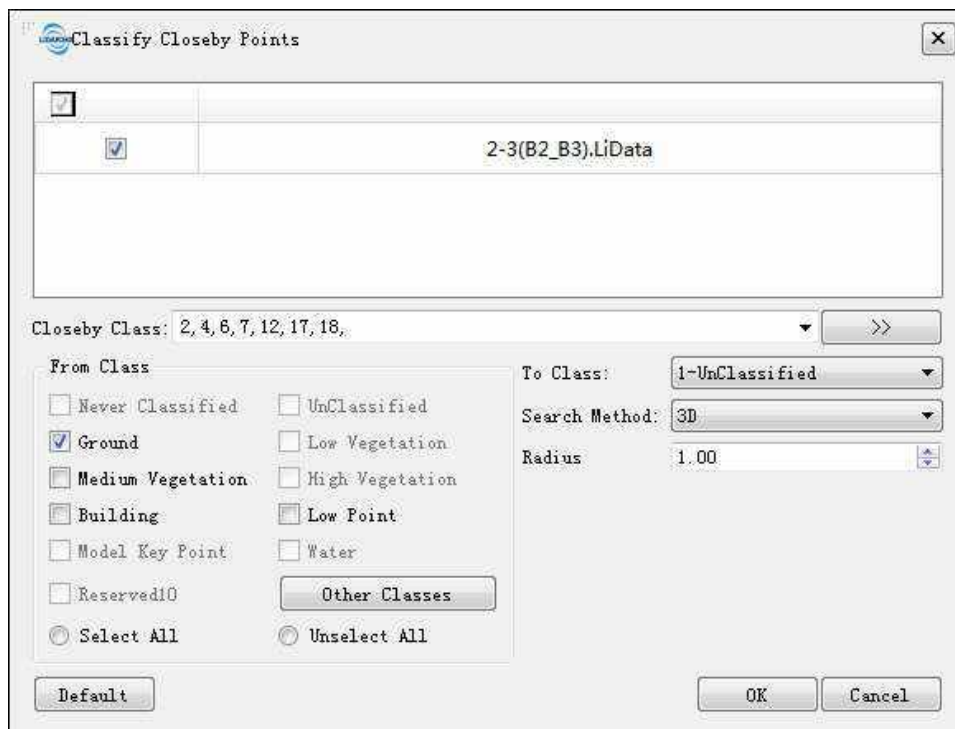 Classify Closeby Points
2-3(B2_B3).LiData
Closeby Class: 2, 4, 6, 7, 12, 17, 18, >>
From Class
To Class: 1-UnClassified
Never Classified UnClassified
Search Method: 3D
Ground Low Vegetation
Radius 1.00
Medium Vegetation High Vegetation
Building Low Point
Model Key Point Water
Reserved10 Other Classes
Select All Unselect All
Default OK Cancel